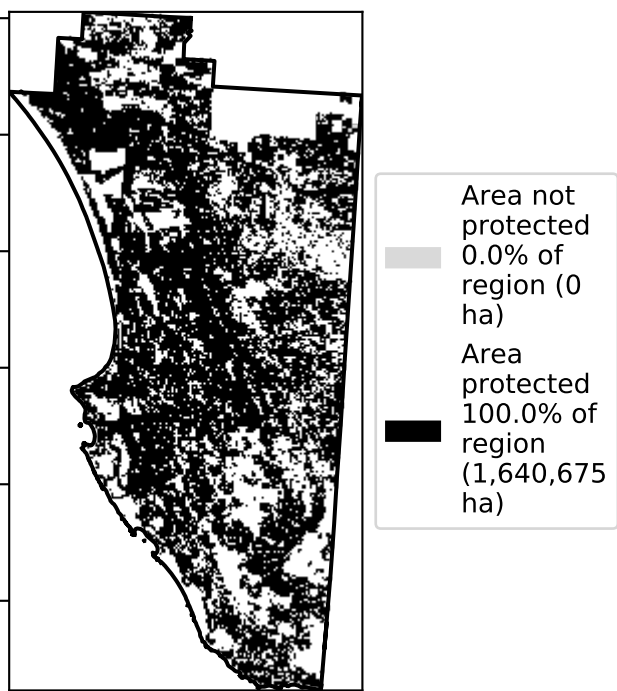 Area not
protected
0.0% of
region (0
ha)
Area
protected
100.0% of
region
(1,640,675
ha)